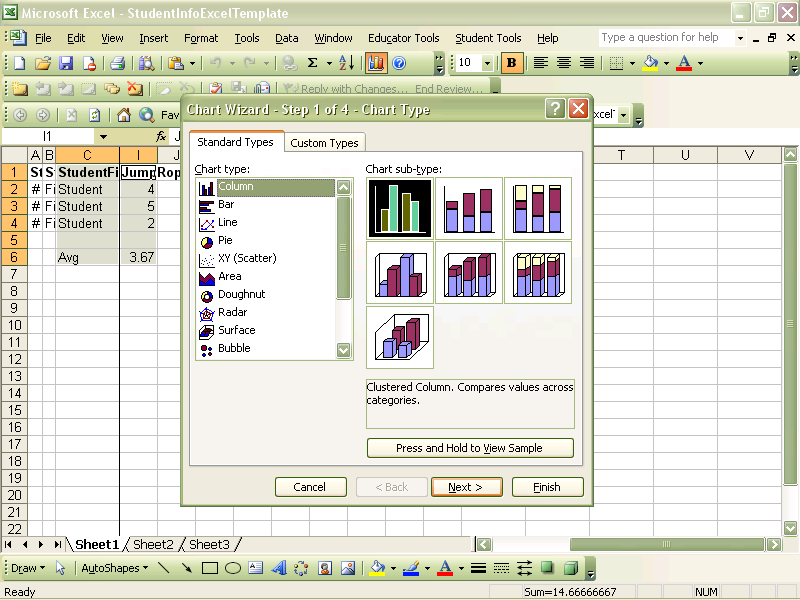 Microsoft Excel - StudentInfoExcelTemplate
File Edit View Insert Format Tools Data Window Educator Tools Student Tools Help Type a question for help
Σ 10 B A
Reply with Changes... End Review...
Fav
I1 fx J
Chart Wizard - Step 1 of 4 - Chart Type
Standard Types Custom Types
Chart type: Chart sub-type:
Column
Bar
Line
Pie
XY (Scatter)
Area
Doughnut
Radar
Surface
Bubble
Clustered Column. Compares values across
categories.
Press and Hold to View Sample
Cancel < Back Next > Finish
A B C I J T U V
1 St S StudentFi Jump Rop
2 # Fi Student 4
3 # Fi Student 5
4 # Fi Student 2
5
6 Avg 3.67
7
8
9
10
11
12
13
14
15
16
17
18
19
20
21
22
Sheet1 Sheet2 Sheet3
Draw AutoShapes A A
Ready Sum=14.66666667 NUM